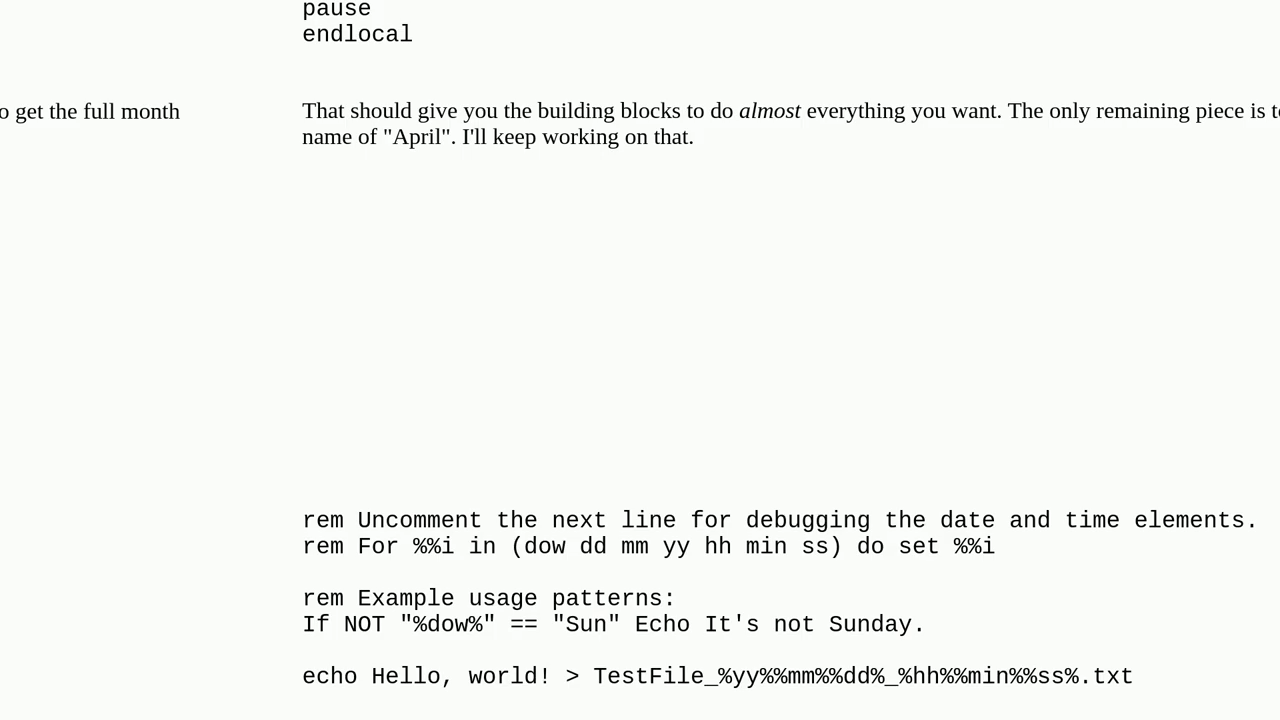 pause
endlocal
o get the full month
That should give you the building blocks to do almost everything you want. The only remaining piece is to
name of "April". I'll keep working on that.
rem Uncomment the next line for debugging the date and time elements.
rem For %%i in (dow dd mm yy hh min ss) do set %%i
rem Example usage patterns:
If NOT "%dow%" == "Sun" Echo It's not Sunday.
echo Hello, world! > TestFile_%yy%%mm%%dd%_%hh%%min%%ss%.txt